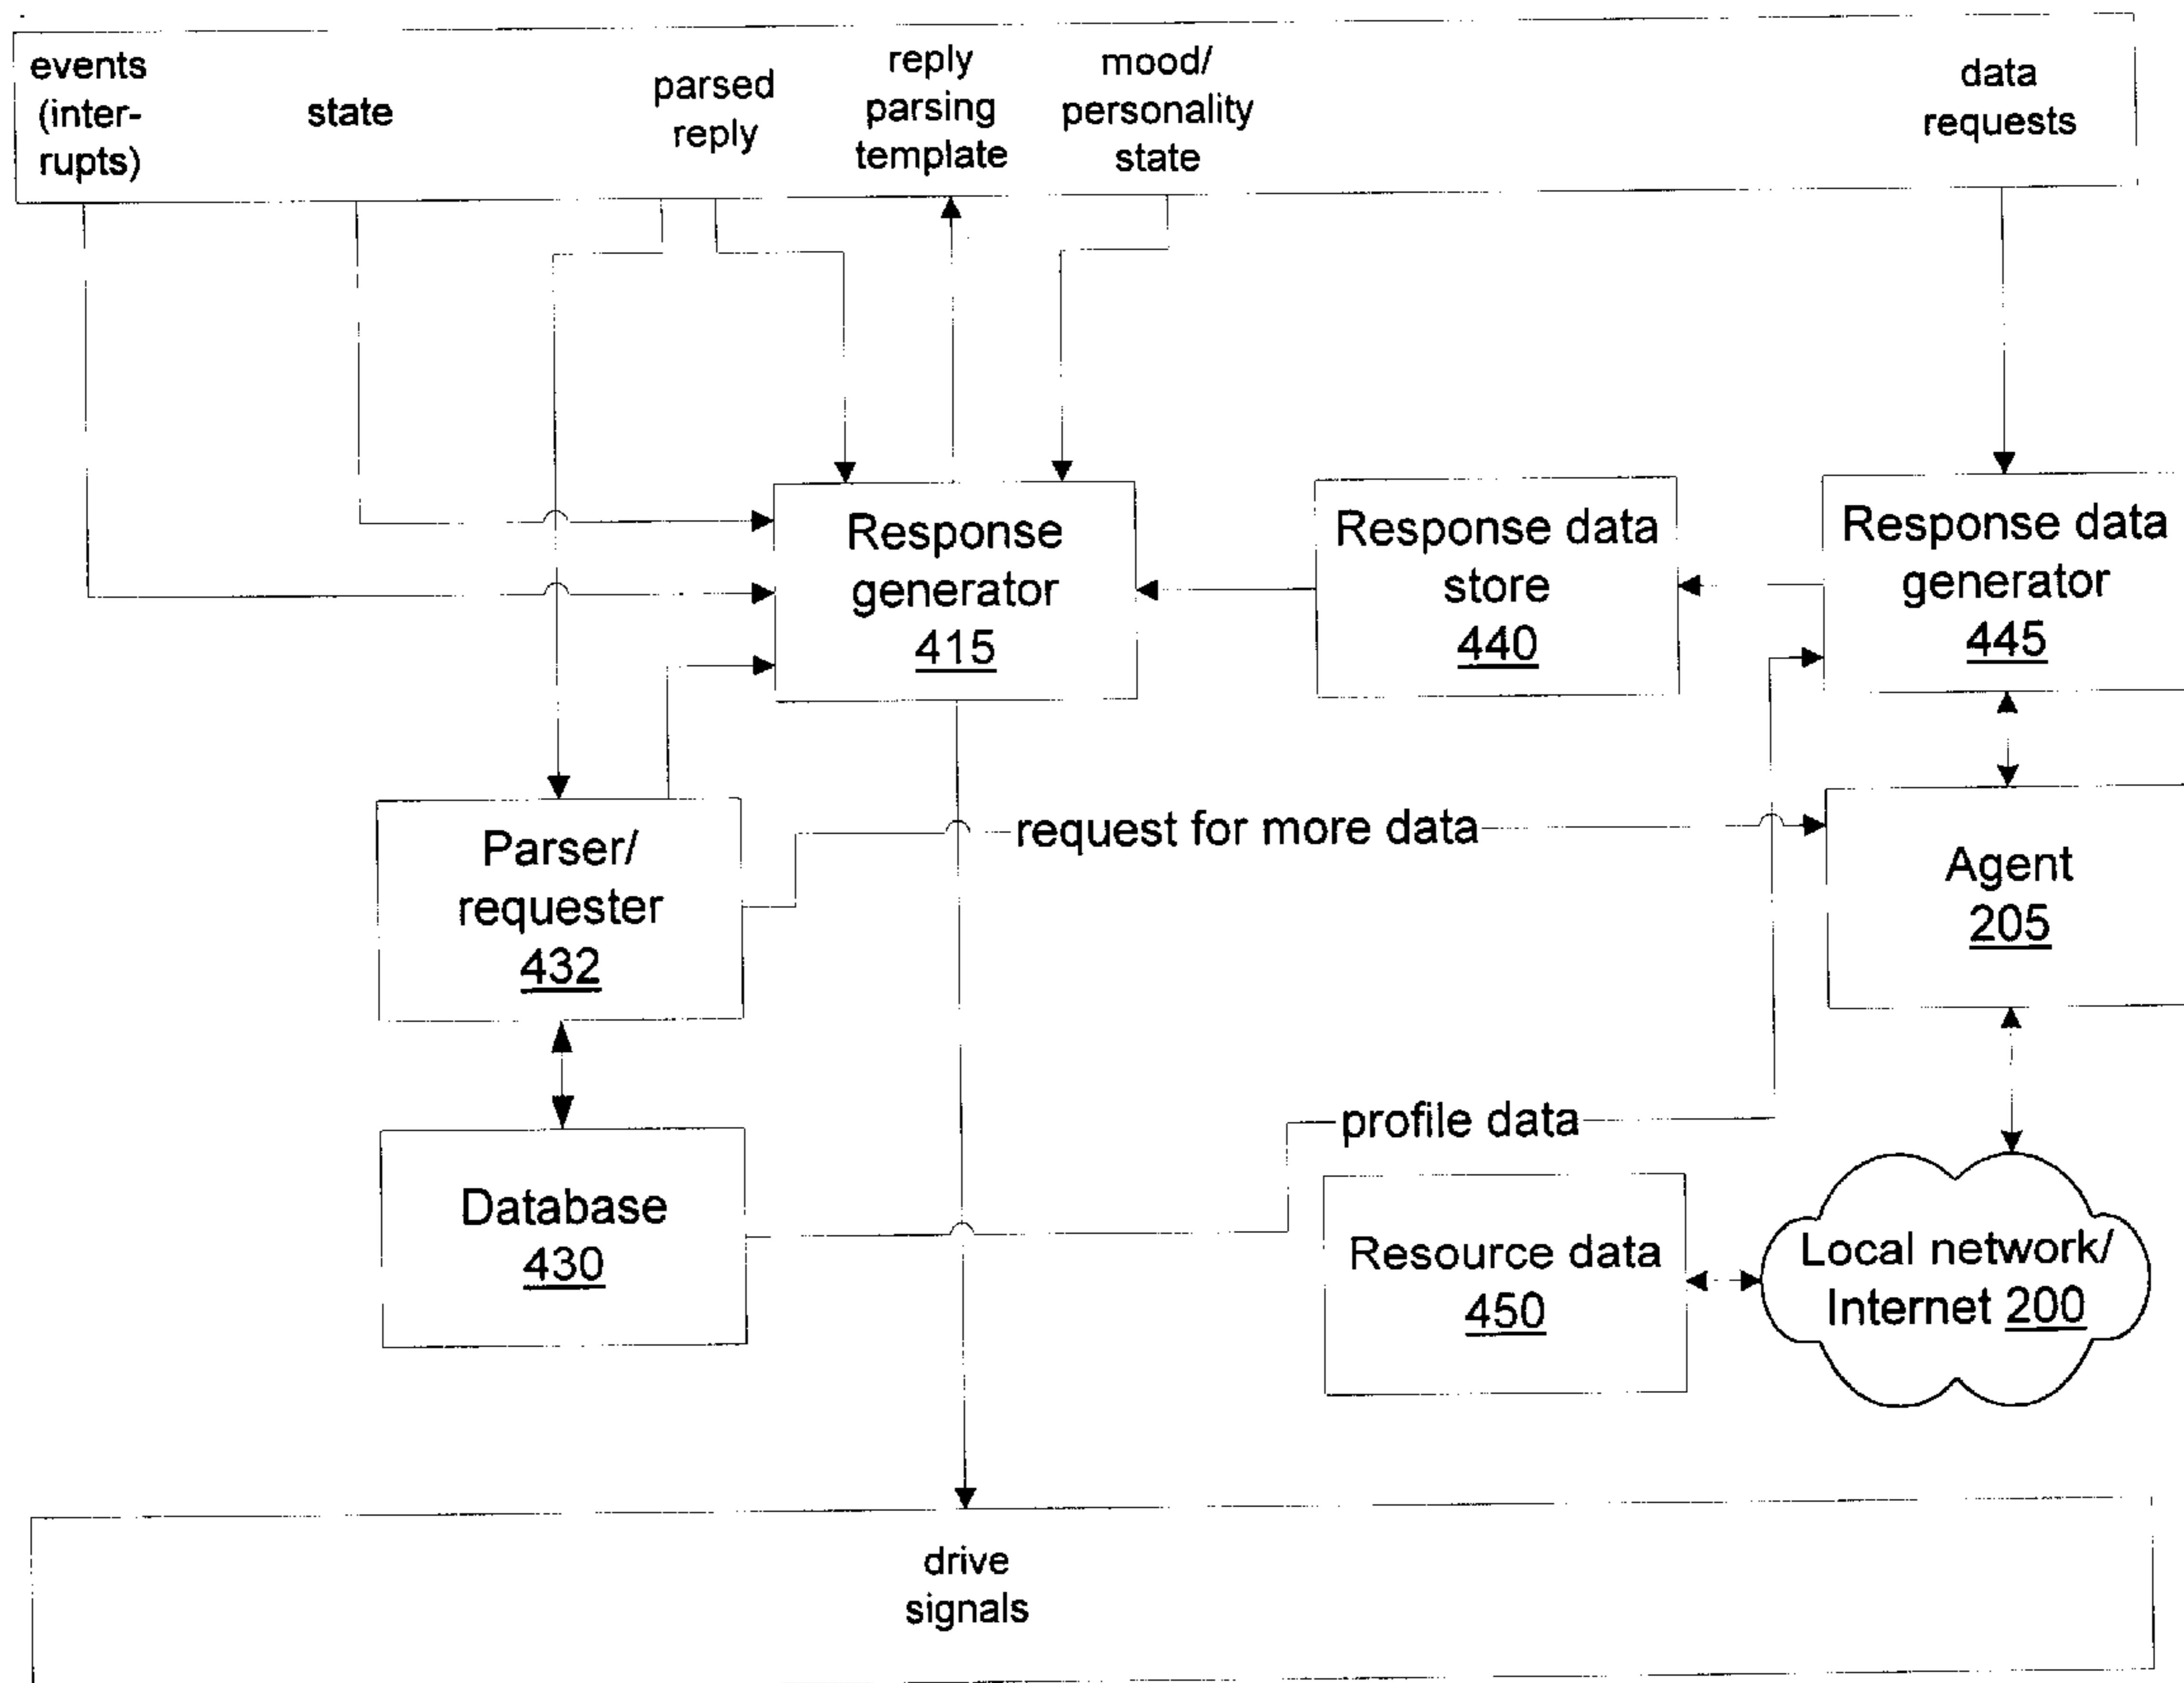 events
(inter-
rupts)
state
parsed
reply
reply
parsing
template
mood/
personality
state
data
requests
Response
generator
415
Response data
store
440
Response data
generator
445
Parser/
requester
432
request for more data
Agent
205
profile data
Database
430
Resource data
450
Local network/
Internet 200
drive
signals